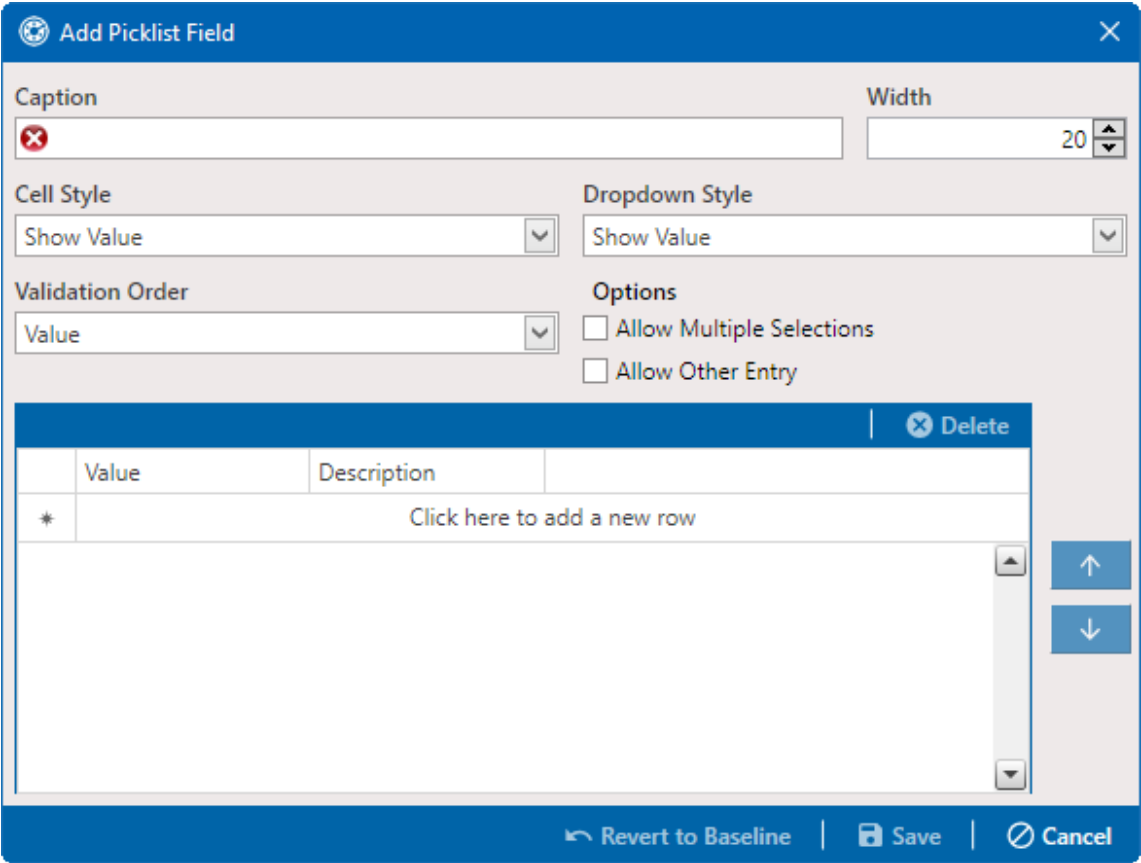 Add Picklist Field
Caption Width
20
Cell Style Dropdown Style
Show Value Show Value
Validation Order Options
Value Allow Multiple Selections
Allow Other Entry
Delete
Value Description
Click here to add a new row
Revert to Baseline Save Cancel